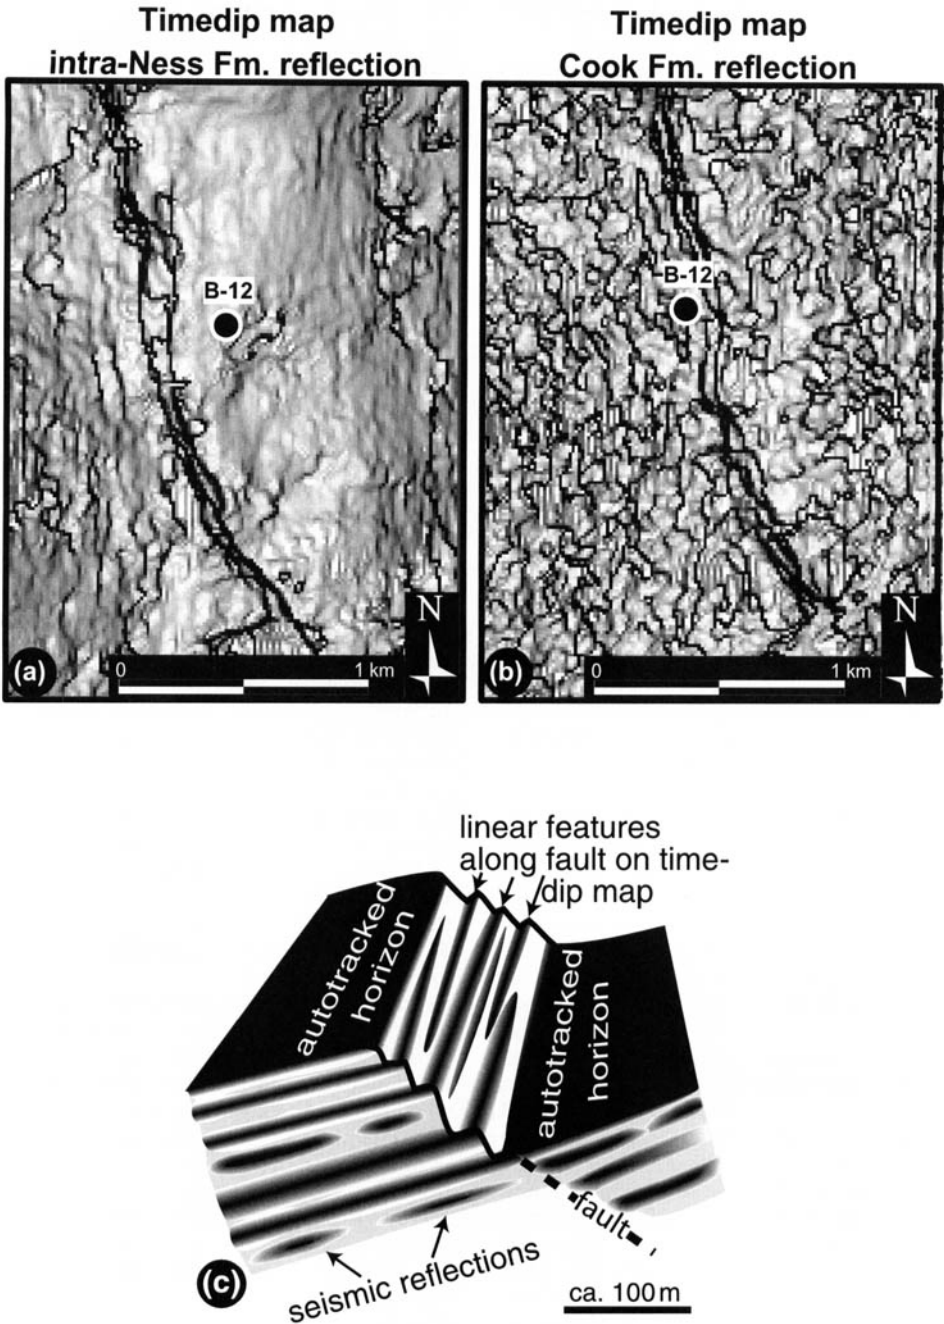 Timedip map
intra-Ness Fm. reflection
B-12
N
(a)
0 1 km
Timedip map
Cook Fm. reflection
B-12
N
(b)
0 1 km
linear features
along fault on time-
dip map
autotracked
horizon
autotracked
horizon
fault
seismic reflections
(c)
ca. 100 m